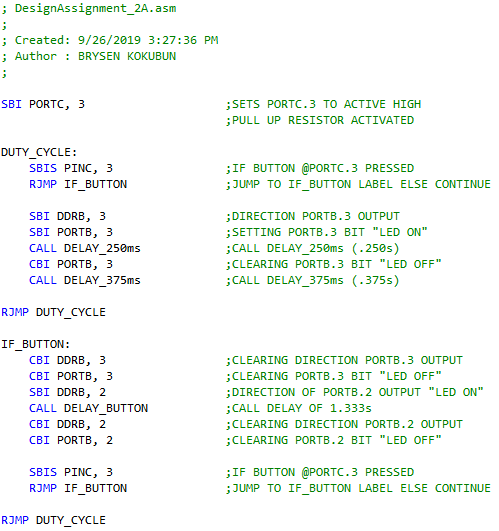 ; DesignAssignment_2A.asm
;
; Created: 9/26/2019 3:27:36 PM
; Author : BRYSEN KOKUBUN
;
SBI PORTC, 3 ;SETS PORTC.3 TO ACTIVE HIGH
;PULL UP RESISTOR ACTIVATED
DUTY_CYCLE:
SBIS PINC, 3 ;IF BUTTON @PORTC.3 PRESSED
RJMP IF_BUTTON ;JUMP TO IF_BUTTON LABEL ELSE CONTINUE
SBI DDRB, 3 ;DIRECTION PORTB.3 OUTPUT
SBI PORTB, 3 ;SETTING PORTB.3 BIT "LED ON"
CALL DELAY_250ms ;CALL DELAY_250ms (.250s)
CBI PORTB, 3 ;CLEARING PORTB.3 BIT "LED OFF"
CALL DELAY_375ms ;CALL DELAY_375ms (.375s)
RJMP DUTY_CYCLE
IF_BUTTON:
CBI DDRB, 3 ;CLEARING DIRECTION PORTB.3 OUTPUT
CBI PORTB, 3 ;CLEARING PORTB.3 BIT "LED OFF"
SBI DDRB, 2 ;DIRECTION OF PORTB.2 OUTPUT "LED ON"
CALL DELAY_BUTTON ;CALL DELAY OF 1.333s
CBI DDRB, 2 ;CLEARING DIRECTION PORTB.2 OUTPUT
CBI PORTB, 2 ;CLEARING PORTB.2 BIT "LED OFF"
SBIS PINC, 3 ;IF BUTTON @PORTC.3 PRESSED
RJMP IF_BUTTON ;JUMP TO IF_BUTTON LABEL ELSE CONTINUE
RJMP DUTY_CYCLE